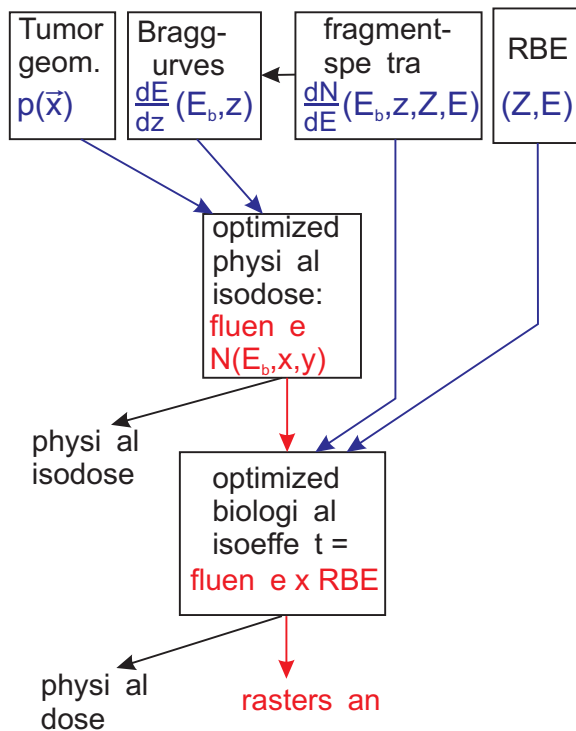 Tumor
geom.
p(x⃗)
Bragg-
urves
dE/dz (E_b,z)
fragment-
spe tra
dN/dE (E_b,z,Z,E)
RBE
(Z,E)
optimized
physi al
isodose:
fluen e
N(E_b,x,y)
physi al
isodose
optimized
biologi al
isoeffe t =
fluen e x RBE
physi al
dose
rasters an